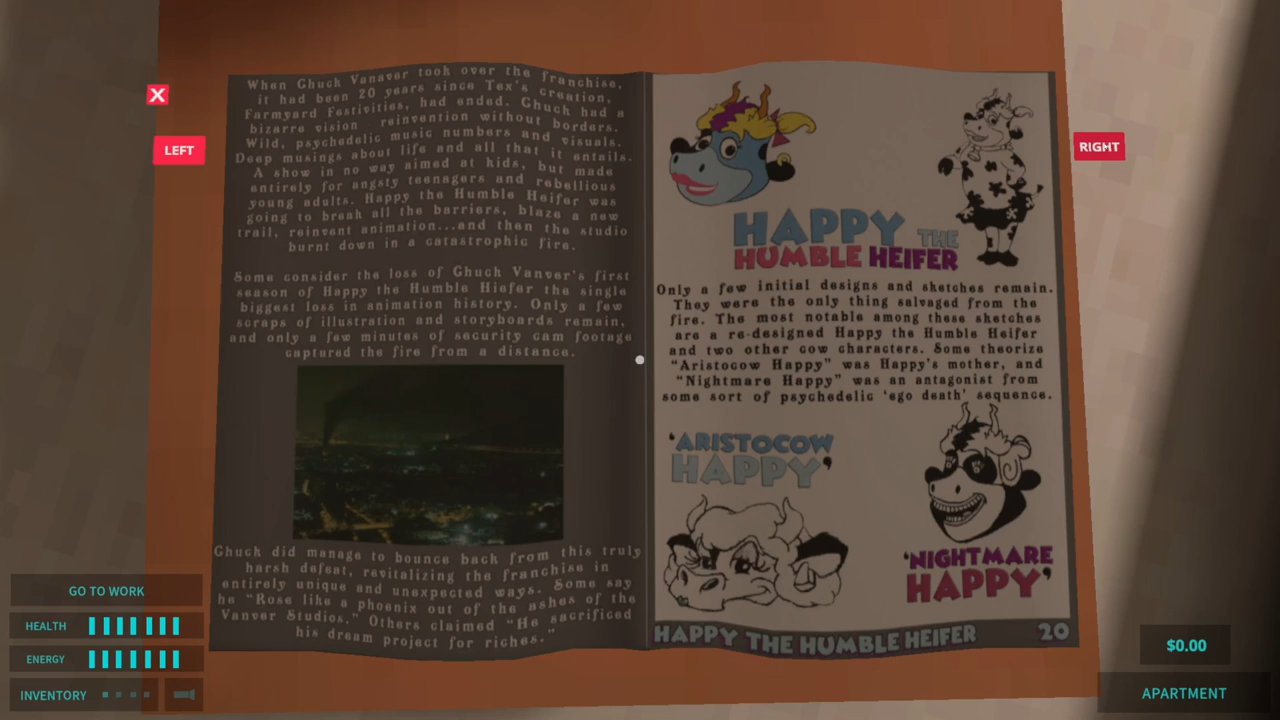 When Chuck Vanaver took over the franchise,
it had been 20 years since Tex's creation,
Farmyard Festivities, had ended. Chuck had a
bizarre vision reinvention without borders.
Wild, psychedelic music numbers and visuals.
Deep musings about life and all that it entails.
A show in no way aimed at kids, but made
entirely for angsty teenagers and rebellious
young adults. Happy the Humble Heifer was
going to break all the barriers, blaze a new
trail, reinvent animation...and then the studio
burnt down in a catastrophic fire.
Some consider the loss of Chuck Vanver's first
season of Happy the Humble Hiefer the single
biggest loss in animation history. Only a few
scraps of illustration and storyboards remain,
and only a few minutes of security cam footage
captured the fire from a distance.
Chuck did manage to bounce back from this truly
harsh defeat, revitalizing the franchise in
entirely unique and unexpected ways. Some say
he "Rose like a phoenix out of the ashes of the
Vanver Studios." Others claimed "He sacrificed
his dream project for riches."
HAPPY THE
HUMBLE HEIFER
Only a few initial designs and sketches remain.
They were the only thing salvaged from the
fire. The most notable among these sketches
are a re-designed Happy the Humble Heifer
and two other cow characters. Some theorize
"Aristocow Happy" was Happy's mother, and
"Nightmare Happy" was an antagonist from
some sort of psychedelic 'ego death' sequence.
'ARISTOCOW
HAPPY'
'NIGHTMARE
HAPPY'
HAPPY THE HUMBLE HEIFER 20
X
LEFT
RIGHT
GO TO WORK
HEALTH
ENERGY
INVENTORY
$0.00
APARTMENT